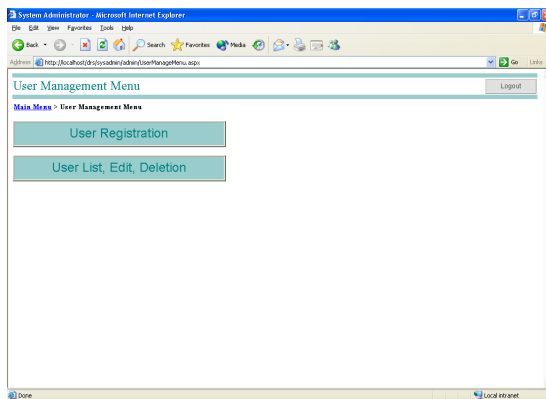 System Administrator - Microsoft Internet Explorer
File Edit View Favorites Tools Help
Back Search Favorites Media
Address http://localhost/drs/sysadmin/admin/UserManageMenu.aspx Go Links
User Management Menu Logout
Main Menu > User Management Menu
User Registration
User List, Edit, Deletion
Done Local intranet